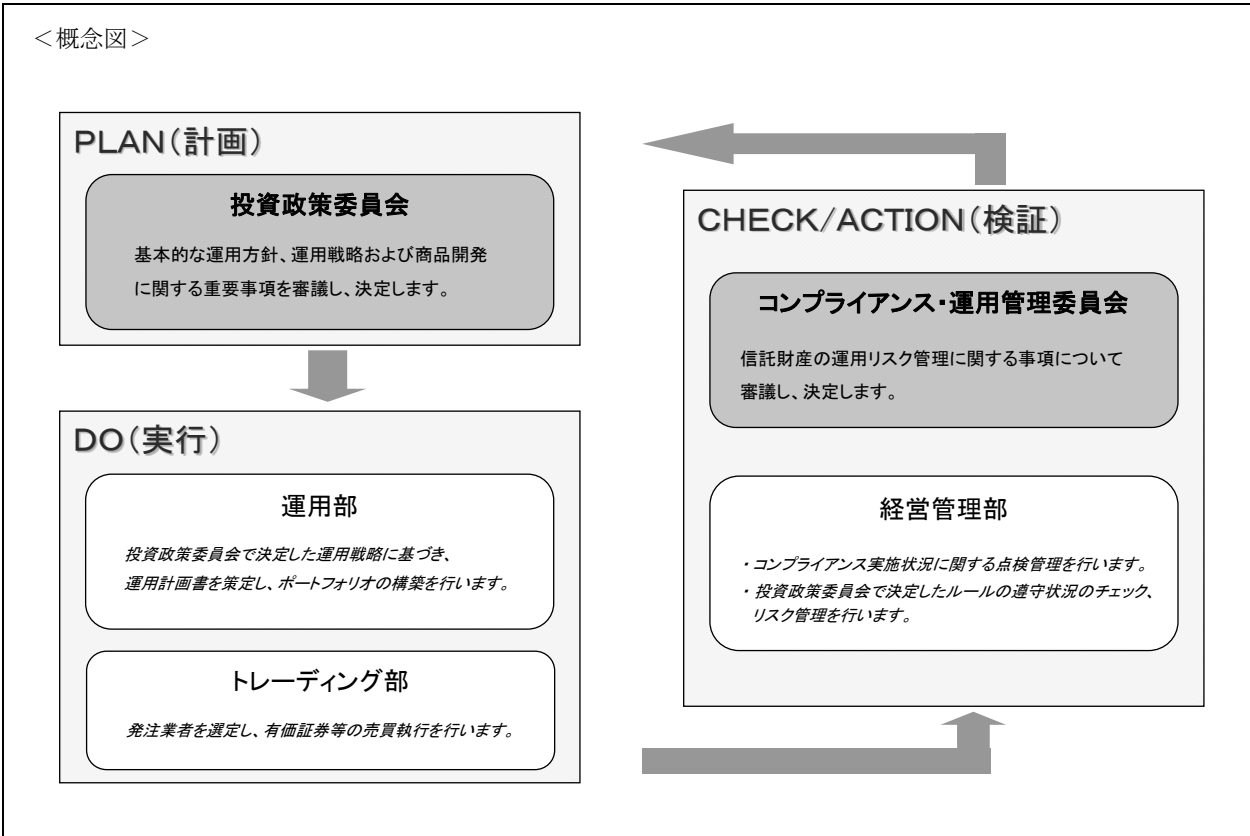 ＜概念図＞
PLAN(計画)
投資政策委員会
基本的な運用方針、運用戦略および商品開発
に関する重要事項を審議し、決定します。
DO(実行)
運用部
投資政策委員会で決定した運用戦略に基づき、
運用計画書を策定し、ポートフォリオの構築を行います。
トレーディング部
発注業者を選定し、有価証券等の売買執行を行います。
CHECK/ACTION(検証)
コンプライアンス・運用管理委員会
信託財産の運用リスク管理に関する事項について
審議し、決定します。
経営管理部
・コンプライアンス実施状況に関する点検管理を行います。
・投資政策委員会で決定したルールの遵守状況のチェック、
リスク管理を行います。